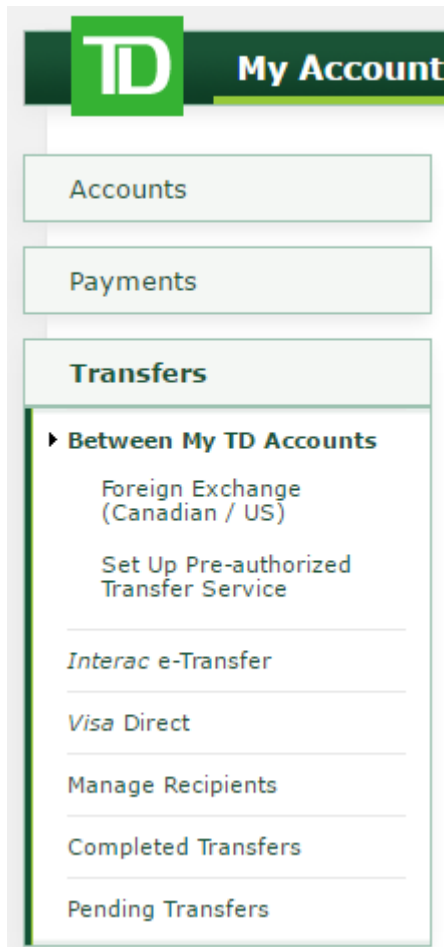 TD
My Account
Accounts
Payments
Transfers
Between My TD Accounts
Foreign Exchange
(Canadian / US)
Set Up Pre-authorized
Transfer Service
Interac e-Transfer
Visa Direct
Manage Recipients
Completed Transfers
Pending Transfers